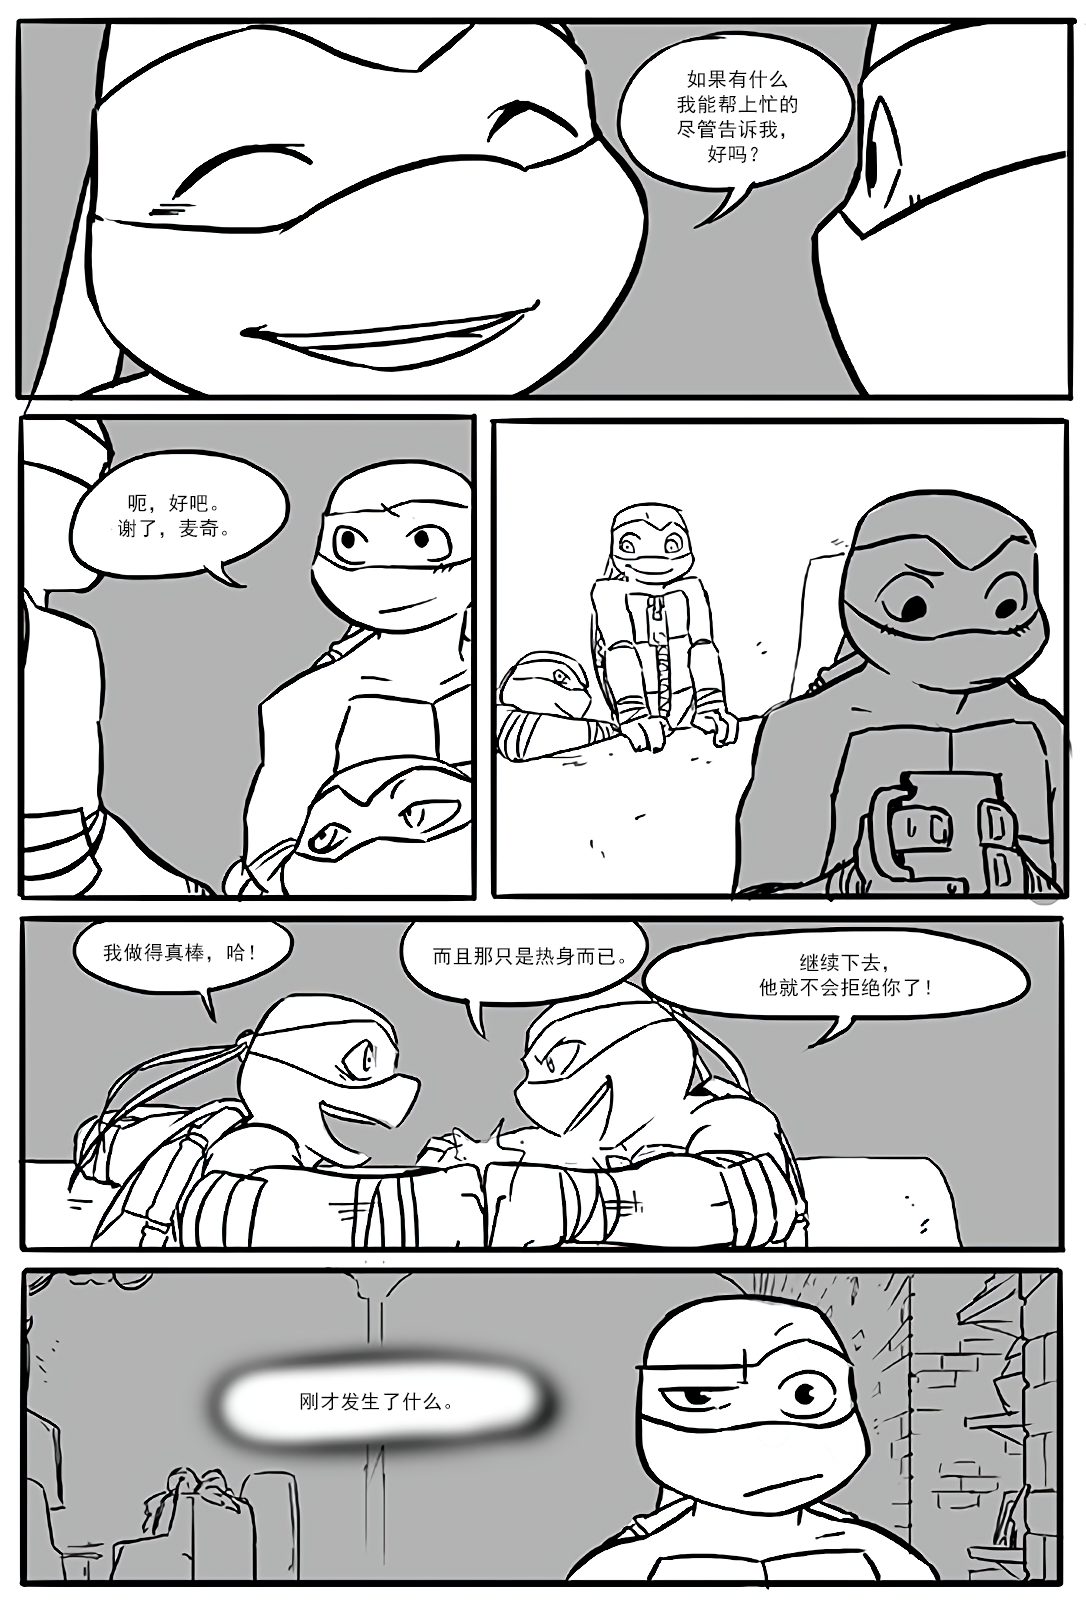 如果有什么
我能帮上忙的
尽管告诉我，
好吗？
呃，好吧。
谢了，麦奇。
我做得真棒，哈！
而且那只是热身而已。
继续下去，
他就不会拒绝你了！
刚才发生了什么。